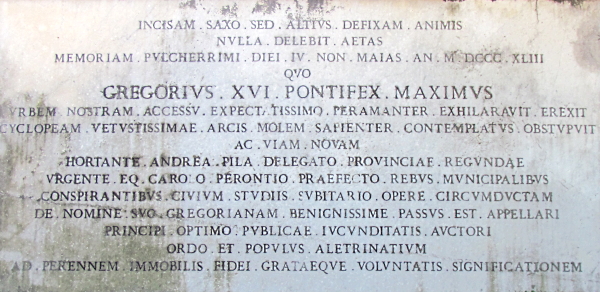 INCISAM . SAXO . SED . ALTIVS . DEFIXAM . ANIMIS
NVLLA . DELEBIT . AETAS
MEMORIAM . PVLCHERRIMI . DIEI . IV . NON . MAIAS . AN . M . DCCC . XLIII
QVO
GREGORIVS . XVI . PONTIFEX . MAXIMVS
VRBEM . NOSTRAM . ACCESSV . EXPECTATISSIMO . PERAMANTER . EXHILARAVIT . EREXIT
CYCLOPEAM . VETVSTISSIMAE . ARCIS . MOLEM . SAPIENTER . CONTEMPLATVS . OBSTVPVIT
AC . VIAM . NOVAM
HORTANTE . ANDREA . PILA . DELEGATO . PROVINCIAE . REGVNDAE
VRGENTE . EQ . CAROLO . PERONTIO . PRAEFECTO . REBVS . MVNICIPALIBVS
CONSPIRANTIBVS . CIVIVM . STVDIIS . SVBITARIO . OPERE . CIRCVMDVCTAM
DE . NOMINE . SVO . GREGORIANAM . BENIGNISSIME . PASSVS . EST . APPELLARI
PRINCIPI . OPTIMO . PVBLICAE . IVCVNDITATIS . AVCTORI
ORDO . ET . POPVLVS . ALETRINATIVM
AD . PERENNEM . IMMOBILIS . FIDEI . GRATAEQVE . VOLVNTATIS . SIGNIFICATIONEM